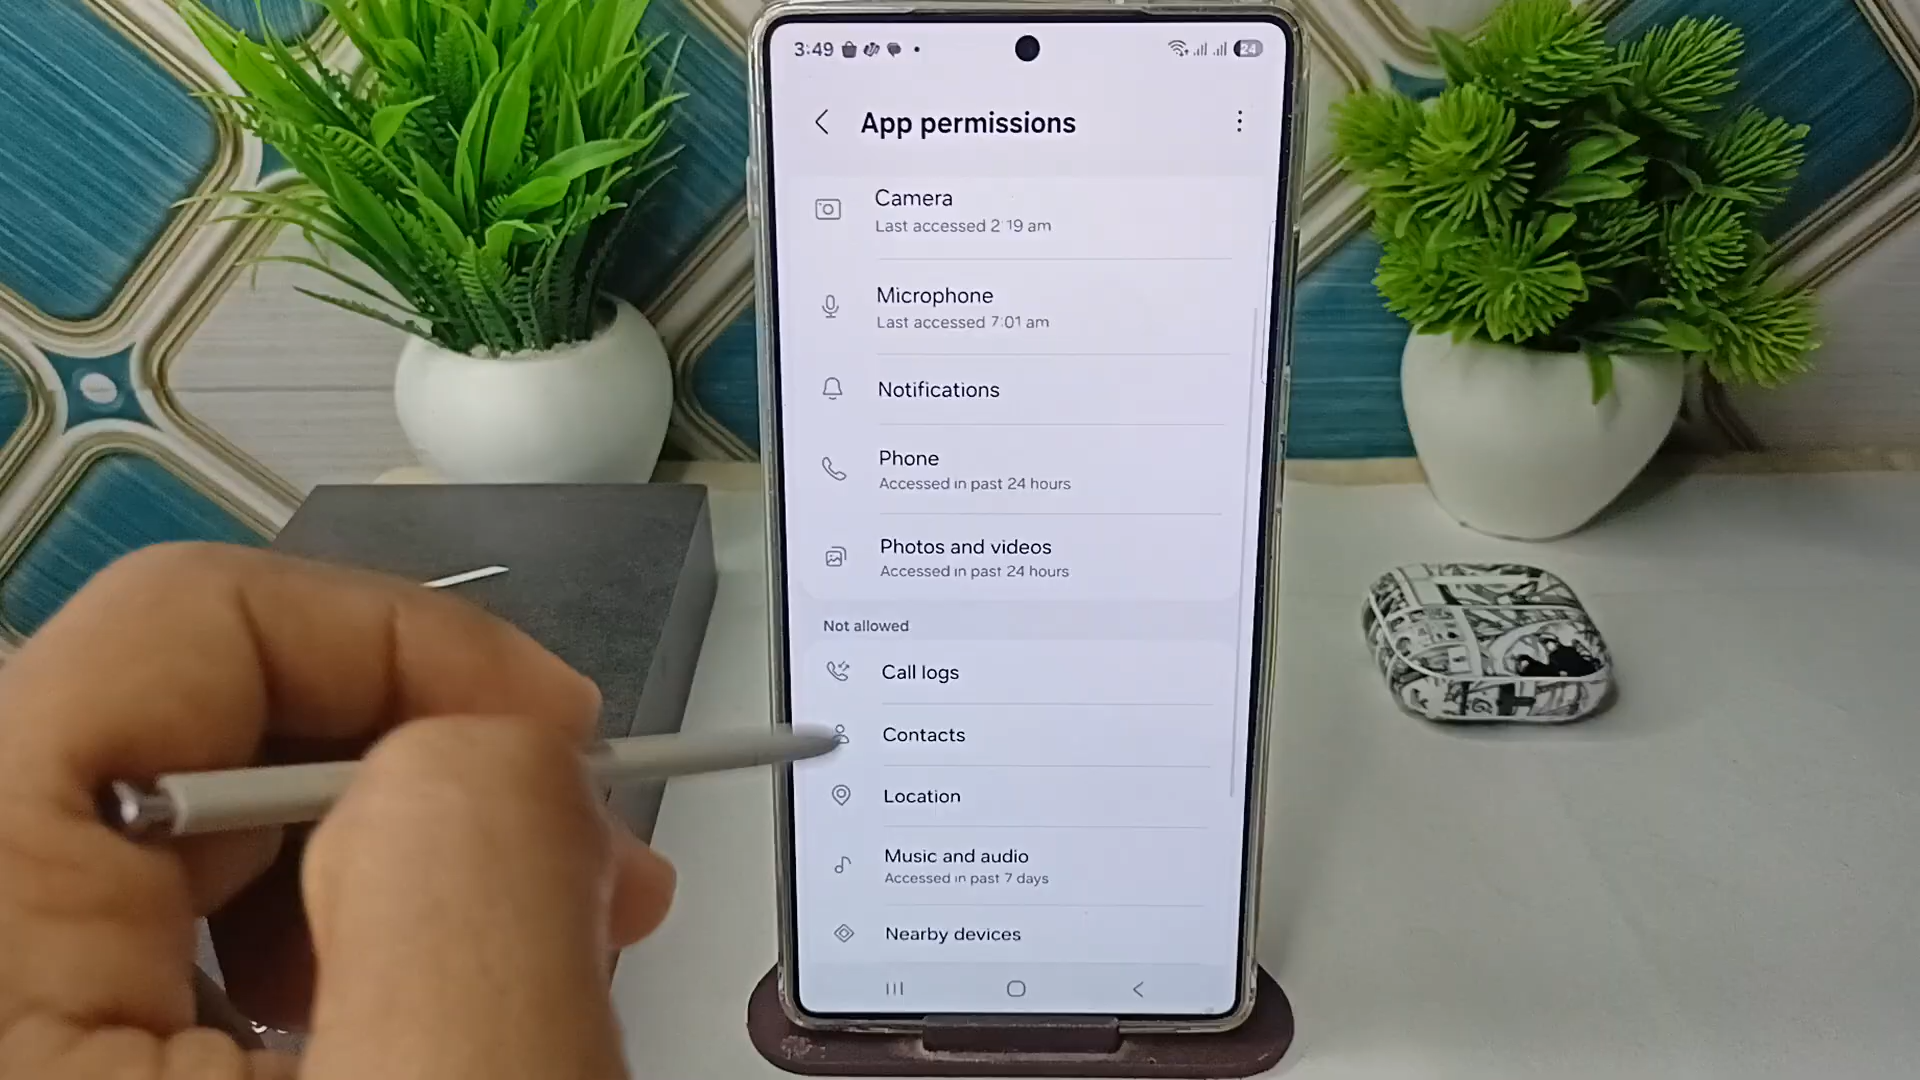 3:49
24
App permissions
Camera
Last accessed 2:19 am
Microphone
Last accessed 7:01 am
Notifications
Phone
Accessed in past 24 hours
Photos and videos
Accessed in past 24 hours
Not allowed
Call logs
Contacts
Location
Music and audio
Accessed in past 7 days
Nearby devices